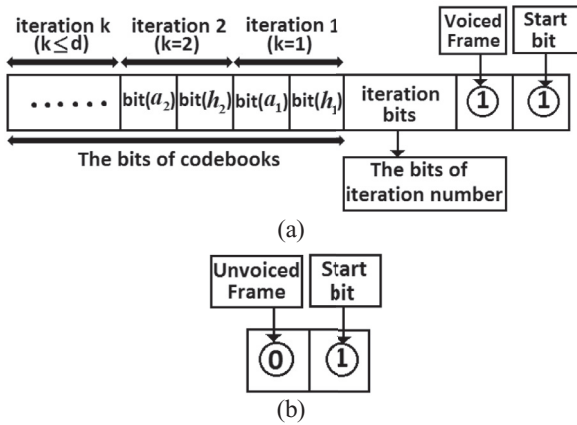 iteration k
(k≤d)
iteration 2
(k=2)
iteration 1
(k=1)
Voiced
Frame
Start
bit
......
bit(a₂)
bit(h₂)
bit(a₁)
bit(h₁)
iteration
bits
1
1
The bits of codebooks
The bits of
iteration number
(a)
Unvoiced
Frame
Start
bit
0
1
(b)